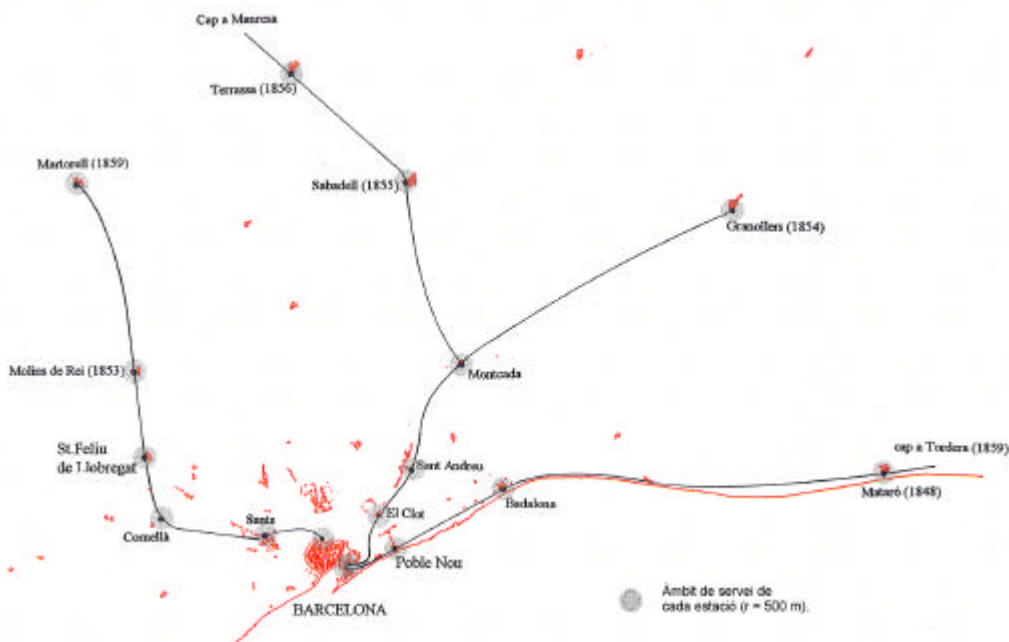 Cap a Manresa
Terrassa (1856)
Martorell (1859)
Sabadell (1855)
Granollers (1854)
Molins de Rei (1853)
Montcada
St.Feliu
de Llobregat
Sant Andreu
cap a Tordera (1859)
Badalona
Mataró (1848)
Cornellà
Sants
El Clot
Poble Nou
BARCELONA
Àmbit de servei de
cada estació (r = 500 m).